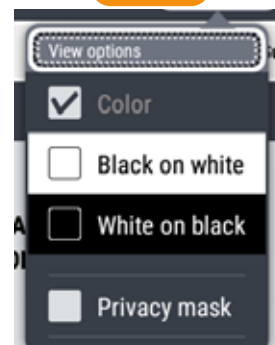 View options
Color
Black on white
White on black
Privacy mask